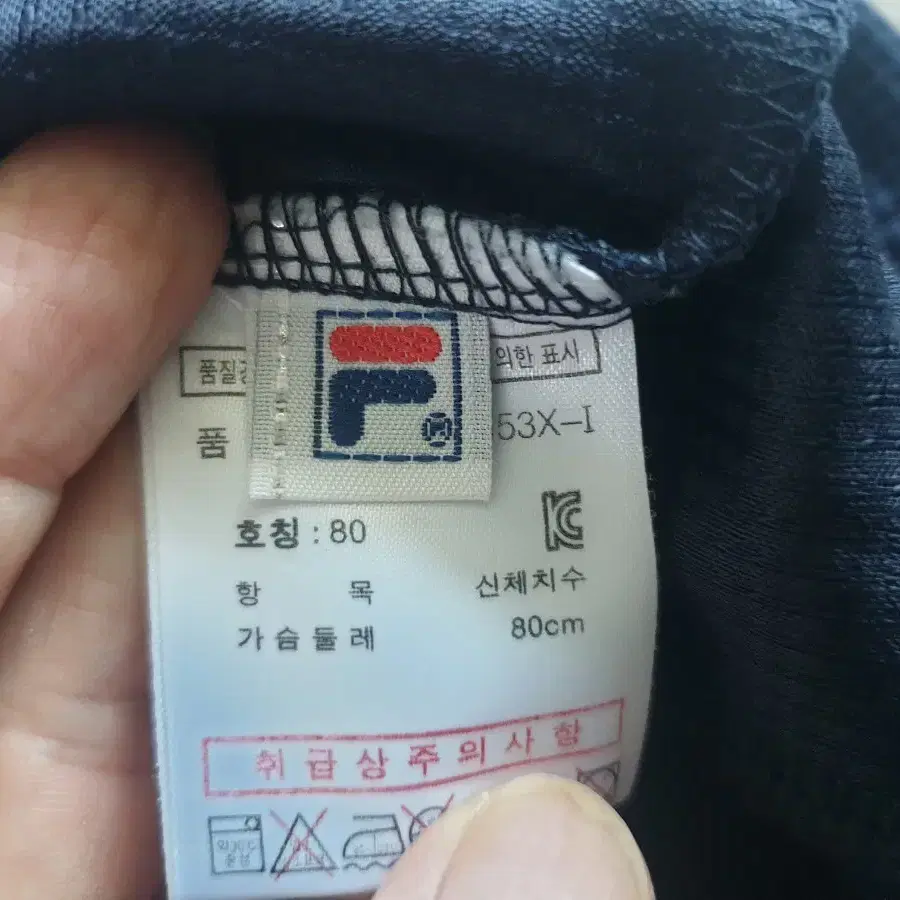 품질
의한 표시
품
53X-I
호칭 : 80
항 목 신체치수
가슴둘레 80cm
취급상주의사항